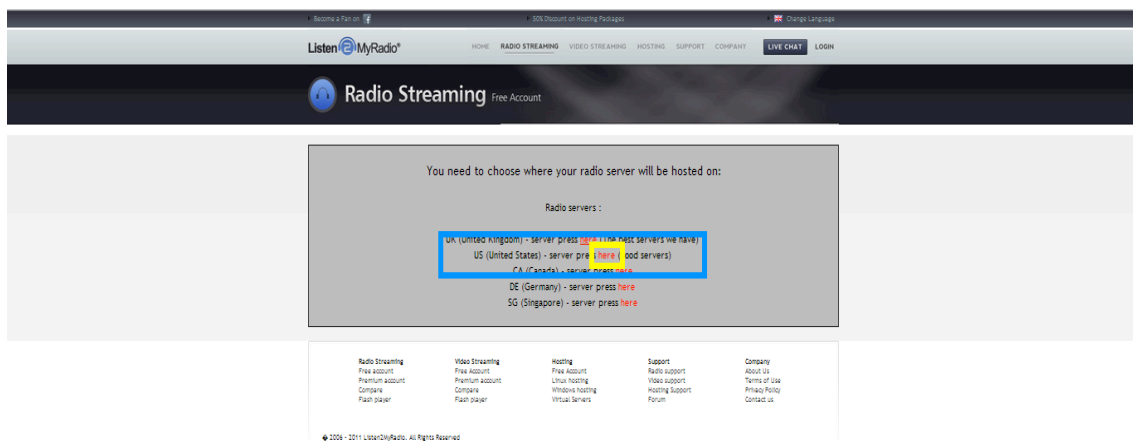 Become a Fan on
50% Discount on Hosting Packages
Change Language
Listen2MyRadio®
HOME RADIO STREAMING VIDEO STREAMING HOSTING SUPPORT COMPANY LIVE CHAT LOGIN
Radio Streaming Free Account
You need to choose where your radio server will be hosted on:
Radio servers :
UK (United Kingdom) - server press here (The best servers we have)
US (United States) - server press here (good servers)
CA (Canada) - server press here
DE (Germany) - server press here
SG (Singapore) - server press here
Radio Streaming Video Streaming Hosting Support Company
Free account Free Account Free Account Radio support About Us
Premium account Premium account Linux hosting Video support Terms of Use
Compare Compare Windows hosting Hosting Support Privacy Policy
Flash player Flash player Virtual Servers Forum Contact us
� 2006 - 2011 Listen2MyRadio. All Rights Reserved